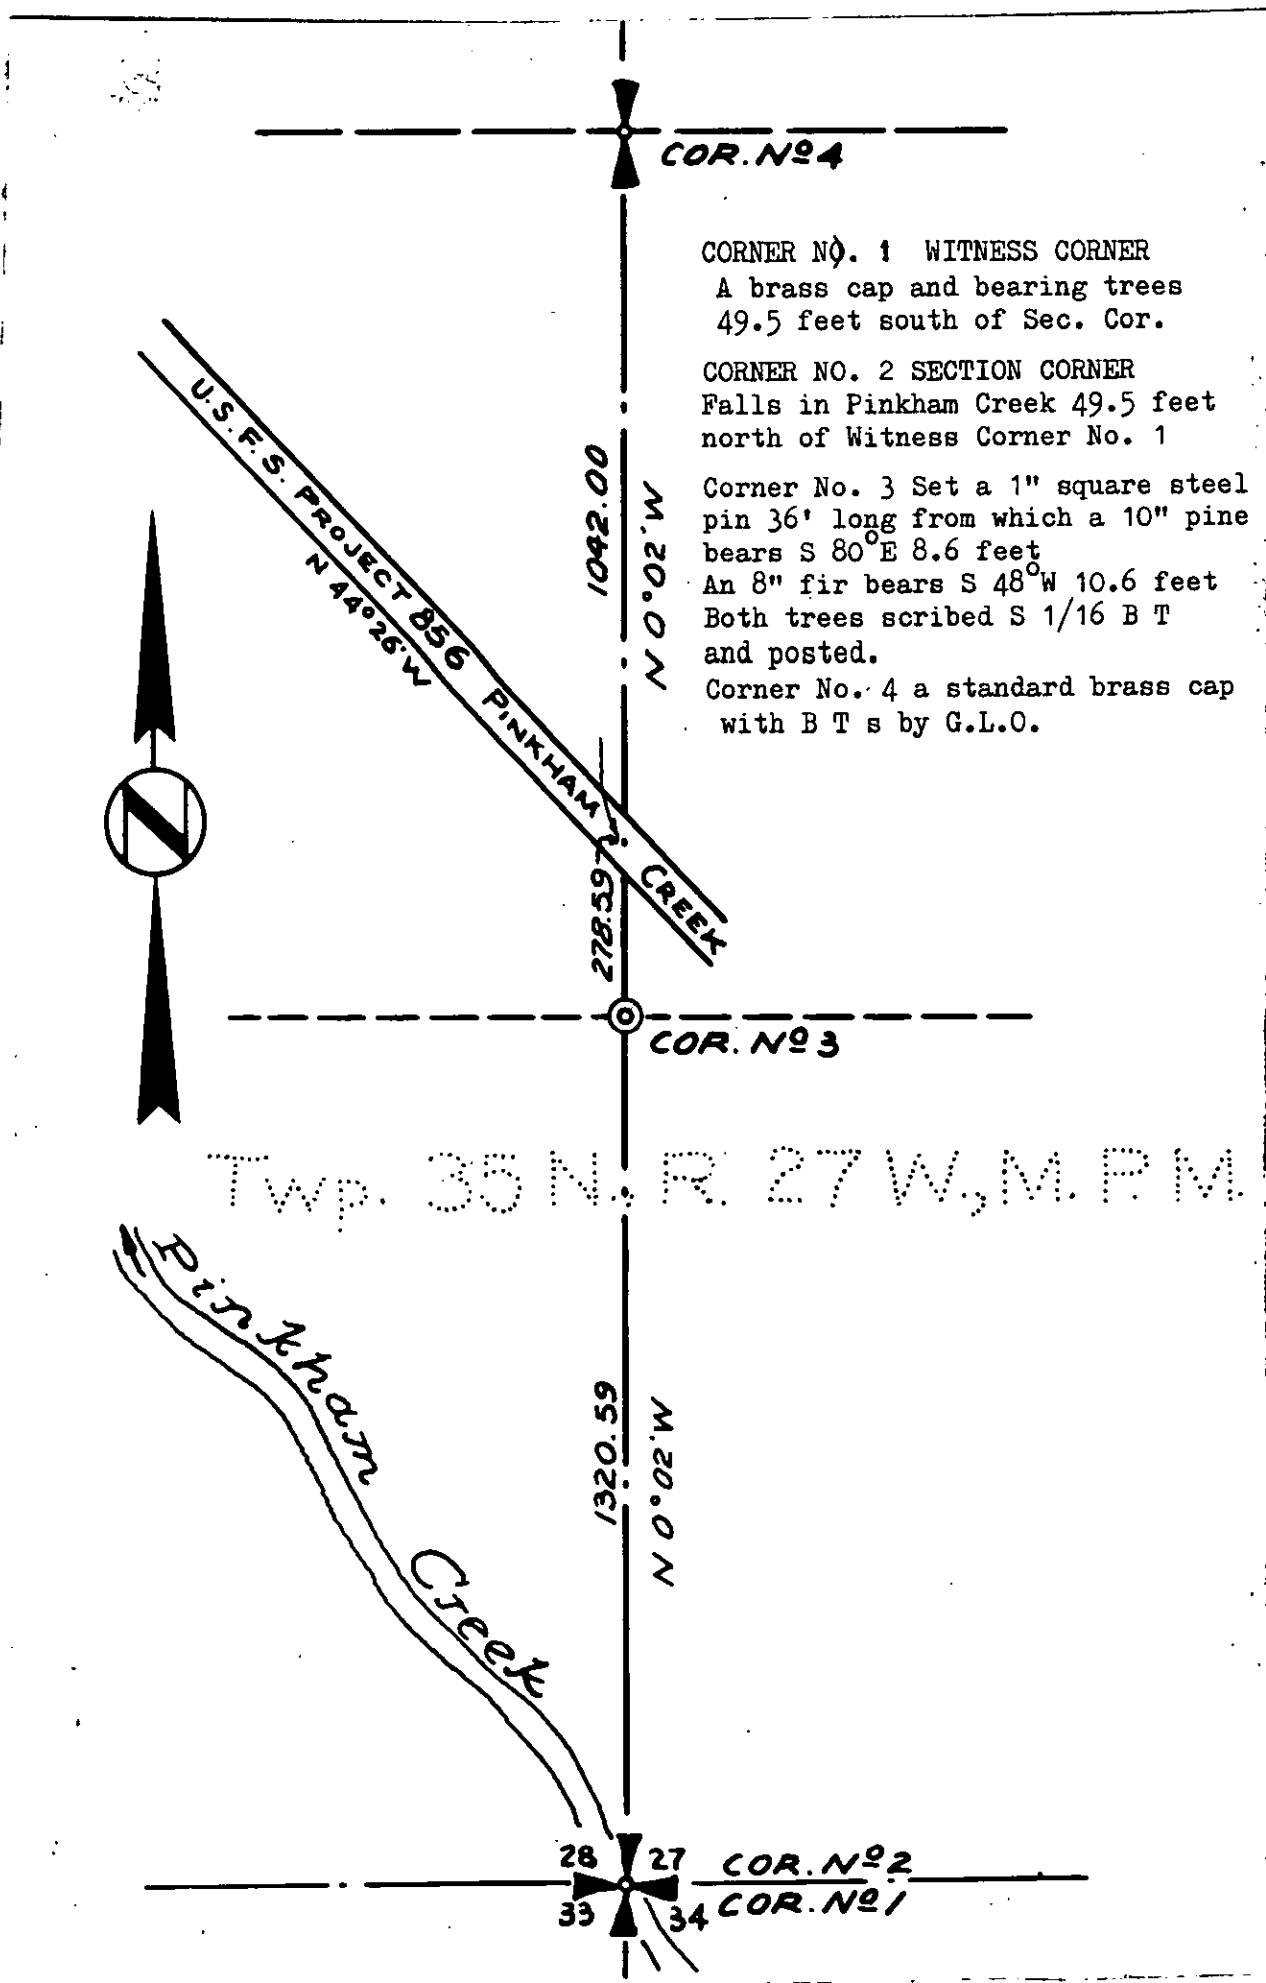 COR. Nº 4
CORNER NO. 1 WITNESS CORNER
A brass cap and bearing trees
49.5 feet south of Sec. Cor.
CORNER NO. 2 SECTION CORNER
Falls in Pinkham Creek 49.5 feet
north of Witness Corner No. 1
Corner No. 3 Set a 1" square steel
pin 36' long from which a 10" pine
bears S 80°E 8.6 feet
An 8" fir bears S 48°W 10.6 feet
Both trees scribed S 1/16 B T
and posted.
Corner No. 4 a standard brass cap
with B T s by G.L.O.
U.S.F.S. PROJECT 856 PINKHAM CREEK
N 44°26'W
1042.00
N 0°02'W
N
278.59
COR. Nº 3
Twp. 35 N., R. 27 W., M.P.M.
Pinkham Creek
1320.59
N 0°02'W
28 27 COR. Nº 2
33 34 COR. Nº 1